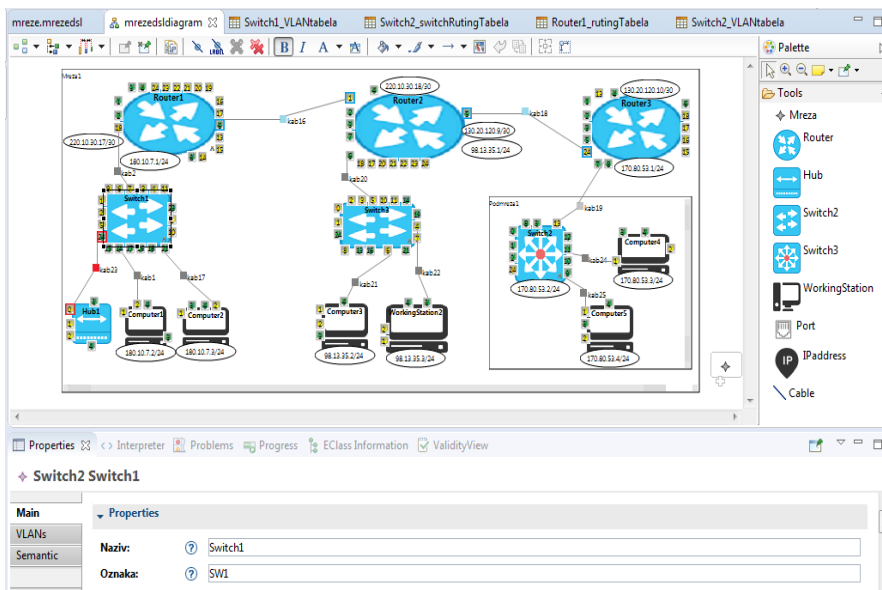 mreze.mrezedsl mrezedsldiagram Switch1_VLANtabela Switch2_switchRutingTabela Router1_rutingTabela Switch2_VLANtabela
B I A
Palette
Tools
Mreza
Router
Hub
Switch2
Switch3
WorkingStation
Port
IPaddress
Cable
Mreza1
Router1
Router2
Router3
220.10.30.18/30
130.20.120.10/30
kab16
kab18
220.10.30.17/30
130.20.120.9/30
98.13.35.1/24
180.10.7.1/24
170.80.53.1/24
kab2
kab20
Switch1
Switch3
Podmreza1
kab19
Switch2
Computer4
kab24
170.80.53.2/24
170.80.53.3/24
kab23
kab1
kab17
kab21
kab22
kab25
Hub1
Computer1
Computer2
Computer3
WorkingStation2
Computer5
180.10.7.2/24
180.10.7.3/24
98.13.35.2/24
98.13.35.3/24
170.80.53.4/24
Properties Interpreter Problems Progress EClass Information ValidityView
Switch2 Switch1
Main
VLANs
Semantic
Properties
Naziv: Switch1
Oznaka: SW1